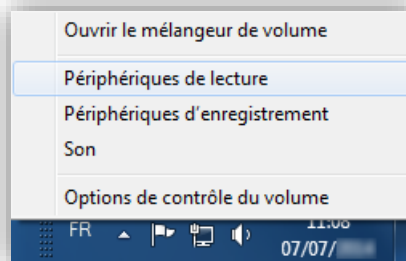 Ouvrir le mélangeur de volume
Périphériques de lecture
Périphériques d'enregistrement
Son
Options de contrôle du volume
FR
11:08
07/07/